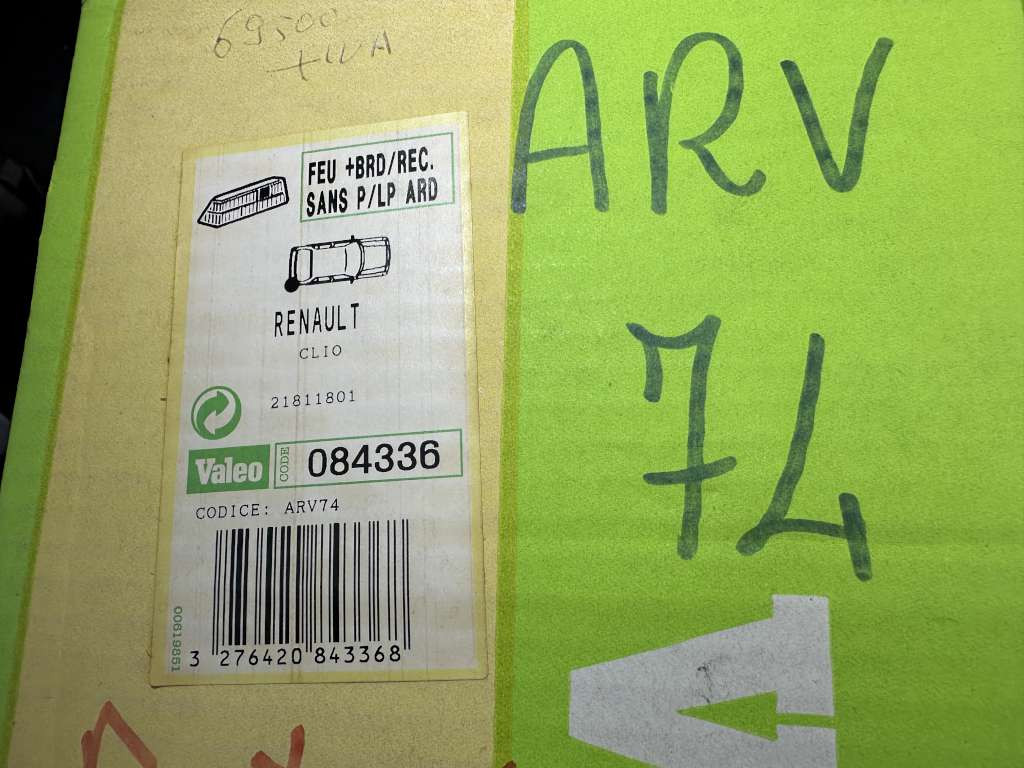 69500
+IVA
FEU +BRD/REC.
SANS P/LP ARD
RENAULT
CLIO
21811801
Valeo
CODE
084336
CODICE: ARV74
00619861
3 276420 843368
ARV
74